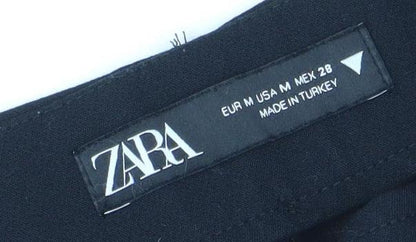 ZARA
EUR M USA M MEX 28
MADE IN TURKEY